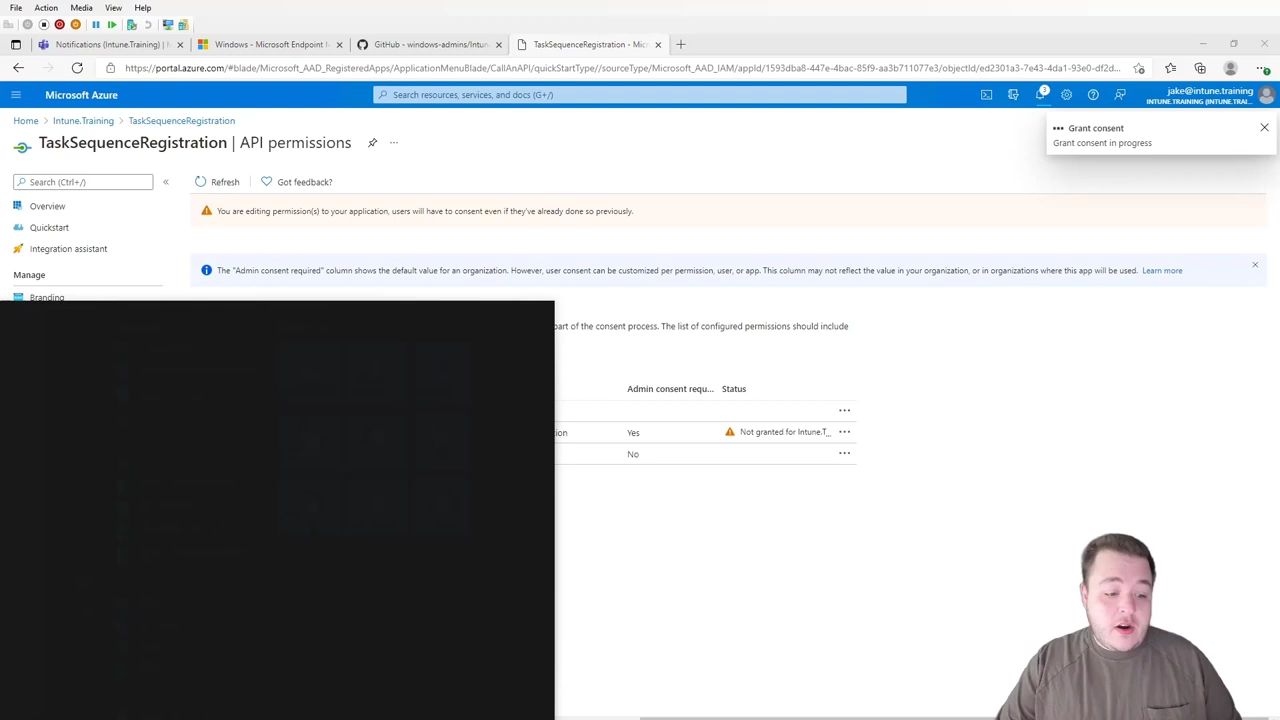 File Action Media View Help
Notifications (Intune.Training) | M
Windows - Microsoft Endpoint M
GitHub - windows-admins/Intune
TaskSequenceRegistration - Mic
https://portal.azure.com/#blade/Microsoft_AAD_RegisteredApps/ApplicationMenuBlade/CallAnAPI/quickStartType//sourceType/Microsoft_AAD_IAM/appId/1593dba8-447e-4bac-85f9-aa3b711077e3/objectId/ed2301a3-7e43-4da1-93e0-df2d...
Microsoft Azure
Search resources, services, and docs (G+/)
3
jake@intune.training
INTUNE.TRAINING (INTUNE.TRAI...
Home > Intune.Training > TaskSequenceRegistration
TaskSequenceRegistration | API permissions
Grant consent
Grant consent in progress
Search (Ctrl+/)
Refresh
Got feedback?
Overview
Quickstart
Integration assistant
Manage
Branding
You are editing permission(s) to your application, users will have to consent even if they've already done so previously.
The "Admin consent required" column shows the default value for an organization. However, user consent can be customized per permission, user, or app. This column may not reflect the value in your organization, or in organizations where this app will be used. Learn more
part of the consent process. The list of configured permissions should include
Admin consent requ... Status
ion Yes Not granted for Intune.T...
No